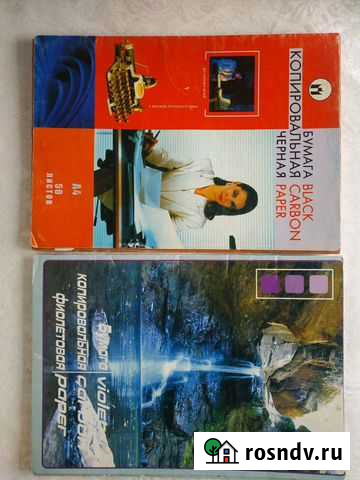 БУМАГА BLACK
КОПИРОВАЛЬНАЯ CARBON
ЧЕРНАЯ PAPER
А4
50
листов
Бумага violet
копировальная carbon
фиолетовая paper
rosndv.ru